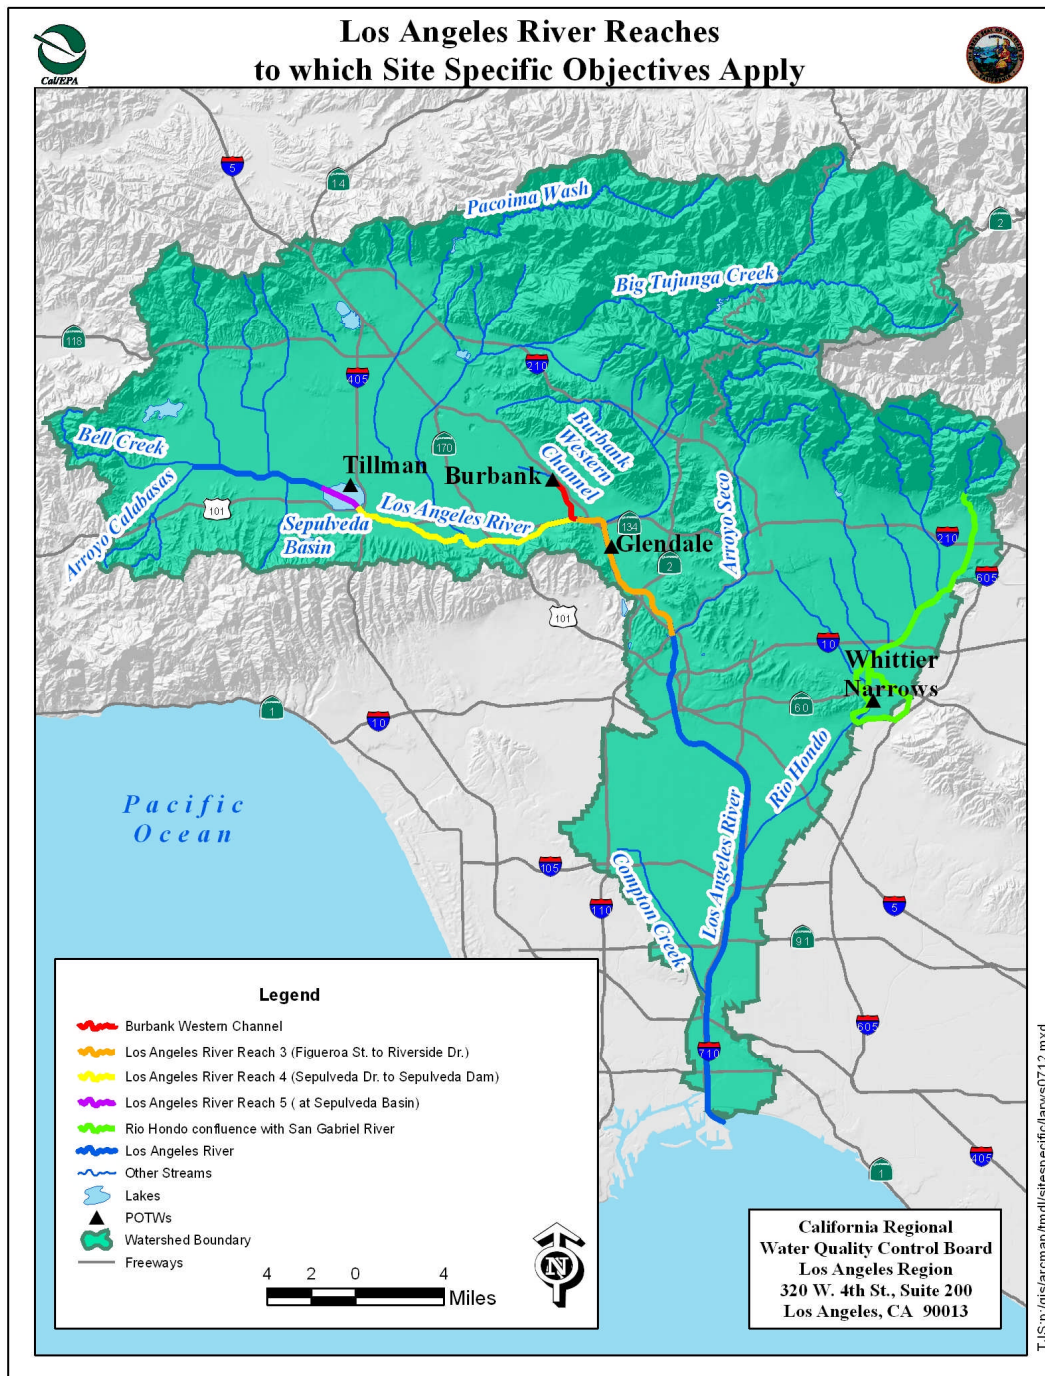 Los Angeles River Reaches
to which Site Specific Objectives Apply
Cal/EPA
5
14
Pacoima Wash
2
Big Tujunga Creek
118
405
210
170
Bell Creek
Tillman
Burbank
Burbank
Western
Channel
Arroyo Calabasas
101
Sepulveda
Basin
Los Angeles River
134
Glendale
2
Arroyo Seco
210
605
101
10
Whittier
Narrows
60
1
10
Rio Hondo
Pacific
Ocean
Los Angeles River
Compton Creek
105
110
5
91
605
710
405
1
Legend
Burbank Western Channel
Los Angeles River Reach 3 (Figueroa St. to Riverside Dr.)
Los Angeles River Reach 4 (Sepulveda Dr. to Sepulveda Dam)
Los Angeles River Reach 5 ( at Sepulveda Basin)
Rio Hondo confluence with San Gabriel River
Los Angeles River
Other Streams
Lakes
POTWs
Watershed Boundary
Freeways
4 2 0 4
Miles
N
California Regional
Water Quality Control Board
Los Angeles Region
320 W. 4th St., Suite 200
Los Angeles, CA 90013